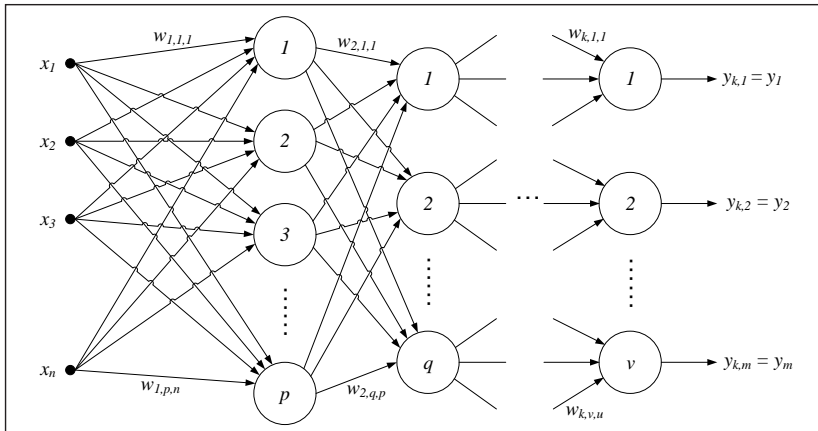 w1,1,1
w2,1,1
wk,1,1
x1
1
1
1
yk,1 = y1
x2
2
x3
3
2
...
2
yk,2 = y2
xn
w1,p,n
p
w2,q,p
q
wk,v,u
v
yk,m = ym